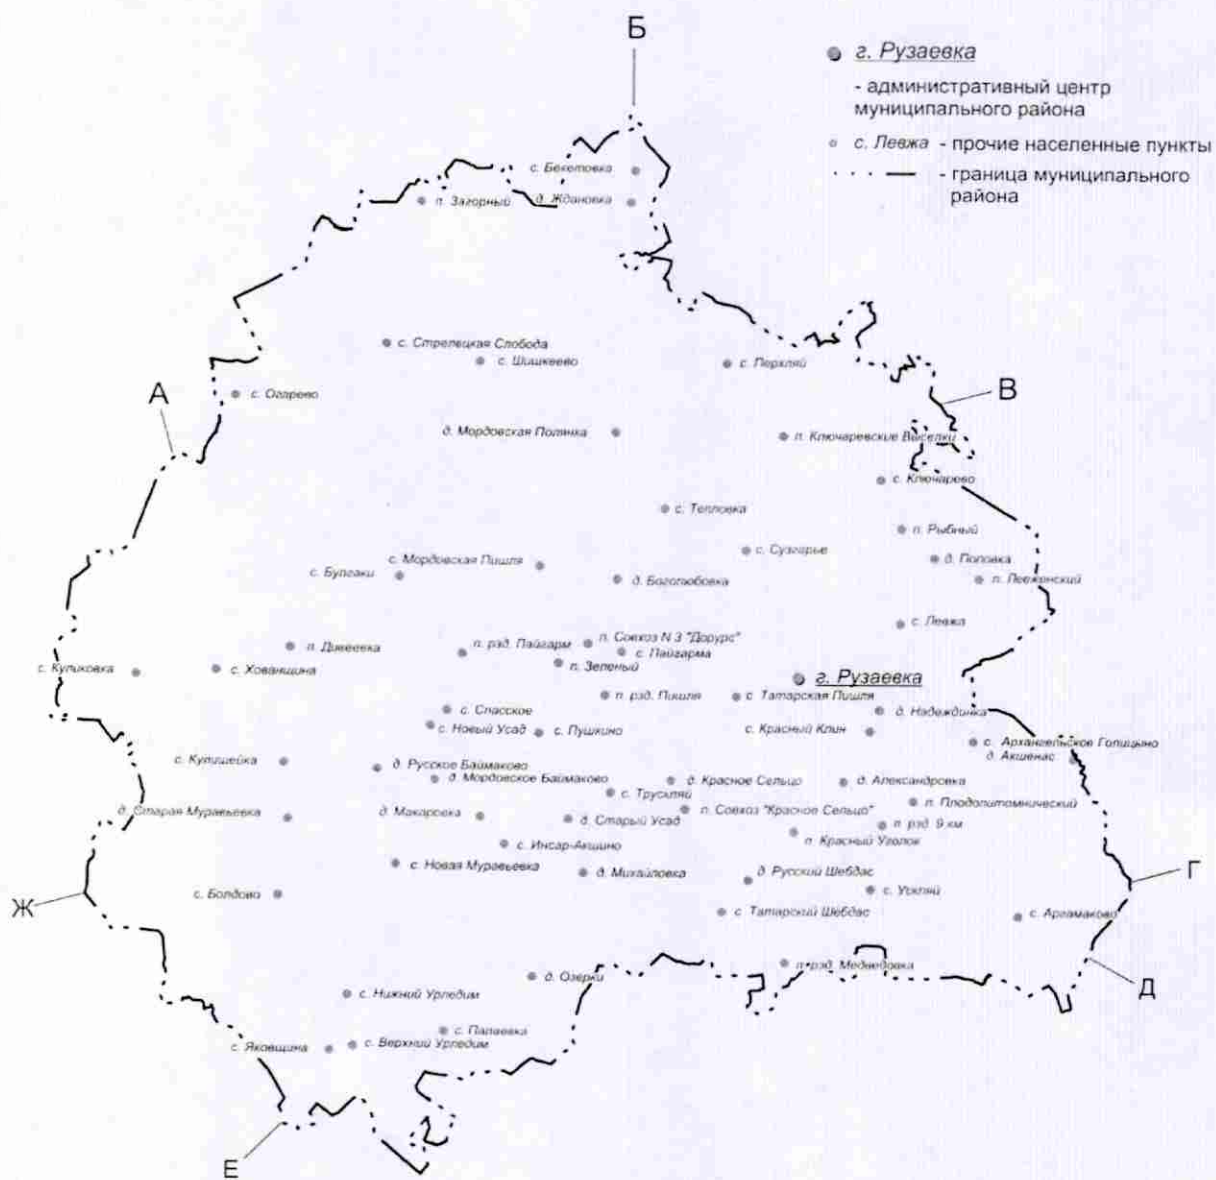 Б
г. Рузаевка
- административный центр
муниципального района
с. Левжа - прочие населенные пункты
- граница муниципального
района
с. Бекетовка
п. Загорный
д. Ждановка
с. Стрелецкая Слобода
с. Шишкеево
с. Перхляй
А
с. Огарево
В
д. Мордовская Полянка
п. Ключаревские Выселки
с. Ключарево
с. Тепловка
п. Рыбный
с. Сузгарье
с. Мордовская Пишля
д. Поповка
с. Булгаки
д. Боголюбовка
п. Левженский
с. Левжа
п. Дивеевка
п. рзд. Пайгарм
п. Совхоз N 3 "Дорурс"
с. Пайгарма
с. Куликовка
с. Хованщина
п. Зеленый
г. Рузаевка
п. рзд. Пишля
с. Татарская Пишля
с. Спасское
д. Надеждинка
с. Новый Усад
с. Пушкино
с. Красный Клин
с. Архангельское Голицыно
д. Акшенас
с. Кулишейка
д. Русское Баймаково
д. Мордовское Баймаково
д. Красное Сельцо
д. Александровка
с. Трускляй
п. Плодопитомнический
д. Старая Муравьевка
д. Макаровка
д. Старый Усад
п. Совхоз "Красное Сельцо"
п. рзд. 9 км
п. Красный Уголок
с. Инсар-Акшино
с. Новая Муравьевка
д. Михайловка
д. Русский Шебдас
Г
с. Болдово
с. Ускляй
Ж
с. Татарский Шебдас
с. Аргамаково
п. рзд. Медведовка
д. Озерки
Д
с. Нижний Урледим
с. Палаевка
с. Яковщина
с. Верхний Урледим
Е